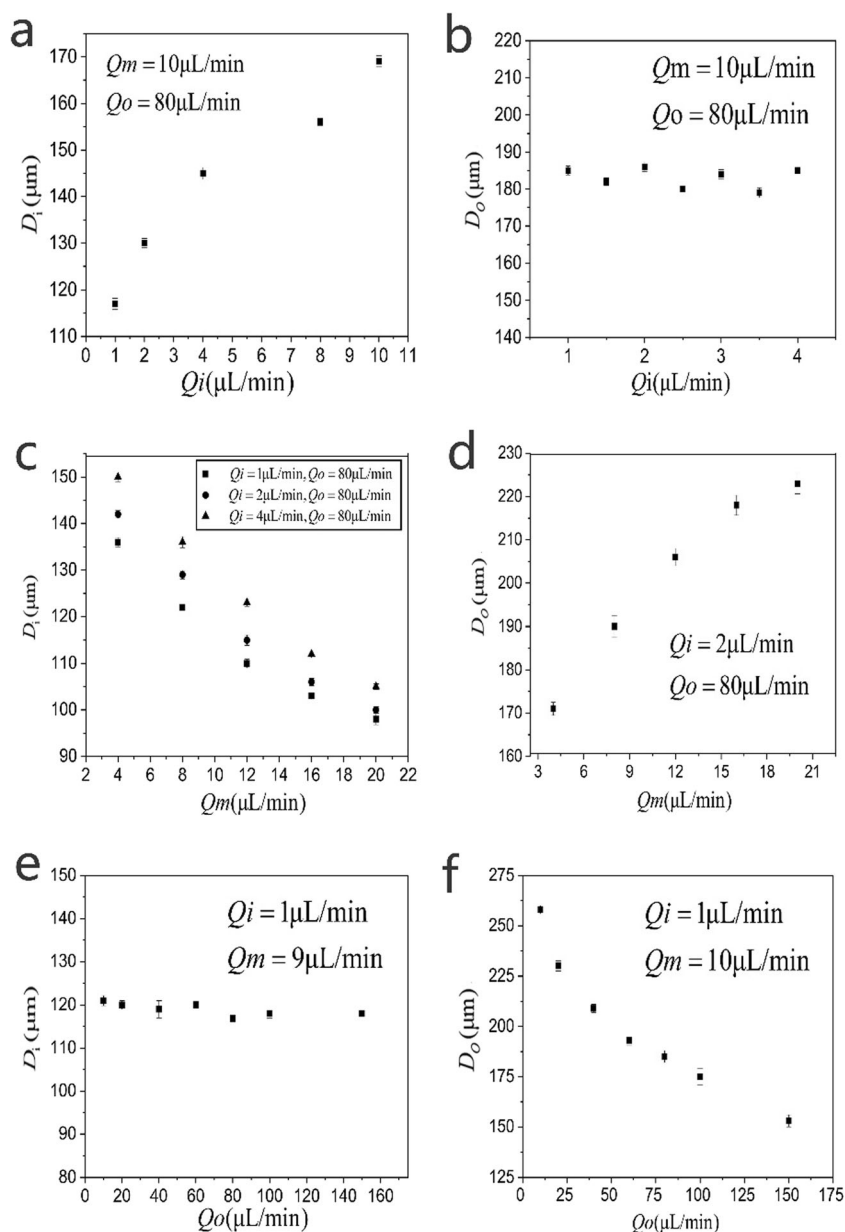 a
170
160
150
140
130
120
110
0 1 2 3 4 5 6 7 8 9 10 11
Di (μm)
Qi(μL/min)
Qm = 10μL/min
Qo = 80μL/min
b
220
210
200
190
180
170
160
150
140
1 2 3 4
Do (μm)
Qi(μL/min)
Qm = 10μL/min
Qo = 80μL/min
c
150
140
130
120
110
100
90
2 4 6 8 10 12 14 16 18 20 22
Di (μm)
Qm(μL/min)
Qi = 1μL/min, Qo = 80μL/min
Qi = 2μL/min, Qo = 80μL/min
Qi = 4μL/min, Qo = 80μL/min
d
230
220
210
200
190
180
170
160
3 6 9 12 15 18 21
Do (μm)
Qm(μL/min)
Qi = 2μL/min
Qo = 80μL/min
e
150
140
130
120
110
100
90
80
0 20 40 60 80 100 120 140 160
Di (μm)
Qo(μL/min)
Qi = 1μL/min
Qm = 9μL/min
f
275
250
225
200
175
150
125
0 25 50 75 100 125 150 175
Do (μm)
Qo(μL/min)
Qi = 1μL/min
Qm = 10μL/min